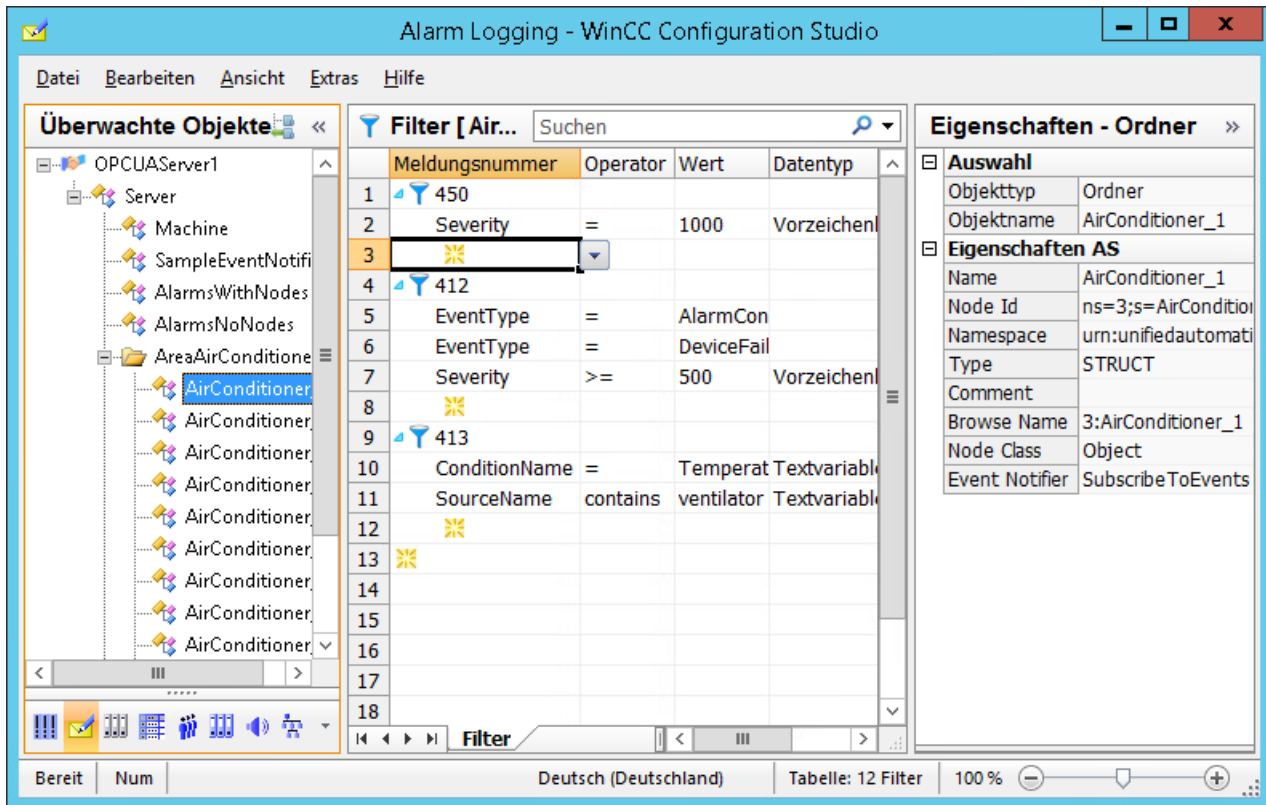 Alarm Logging - WinCC Configuration Studio
Datei Bearbeiten Ansicht Extras Hilfe
Überwachte Objekte
OPCUAServer1
Server
Machine
SampleEventNotifi
AlarmsWithNodes
AlarmsNoNodes
AreaAirConditione
AirConditioner
AirConditioner
AirConditioner
AirConditioner
AirConditioner
AirConditioner
AirConditioner
AirConditioner
AirConditioner
Filter [ Air... Suchen
Meldungsnummer Operator Wert Datentyp
1 450
2 Severity = 1000 Vorzeichenl
3
4 412
5 EventType = AlarmCon
6 EventType = DeviceFail
7 Severity >= 500 Vorzeichenl
8
9 413
10 ConditionName = Temperat Textvariable
11 SourceName contains ventilator Textvariable
12
13
14
15
16
17
18
Filter
Eigenschaften - Ordner
Auswahl
Objekttyp Ordner
Objektname AirConditioner_1
Eigenschaften AS
Name AirConditioner_1
Node Id ns=3;s=AirConditior
Namespace urn:unifiedautomati
Type STRUCT
Comment
Browse Name 3:AirConditioner_1
Node Class Object
Event Notifier SubscribeToEvents
Bereit Num Deutsch (Deutschland) Tabelle: 12 Filter 100 %